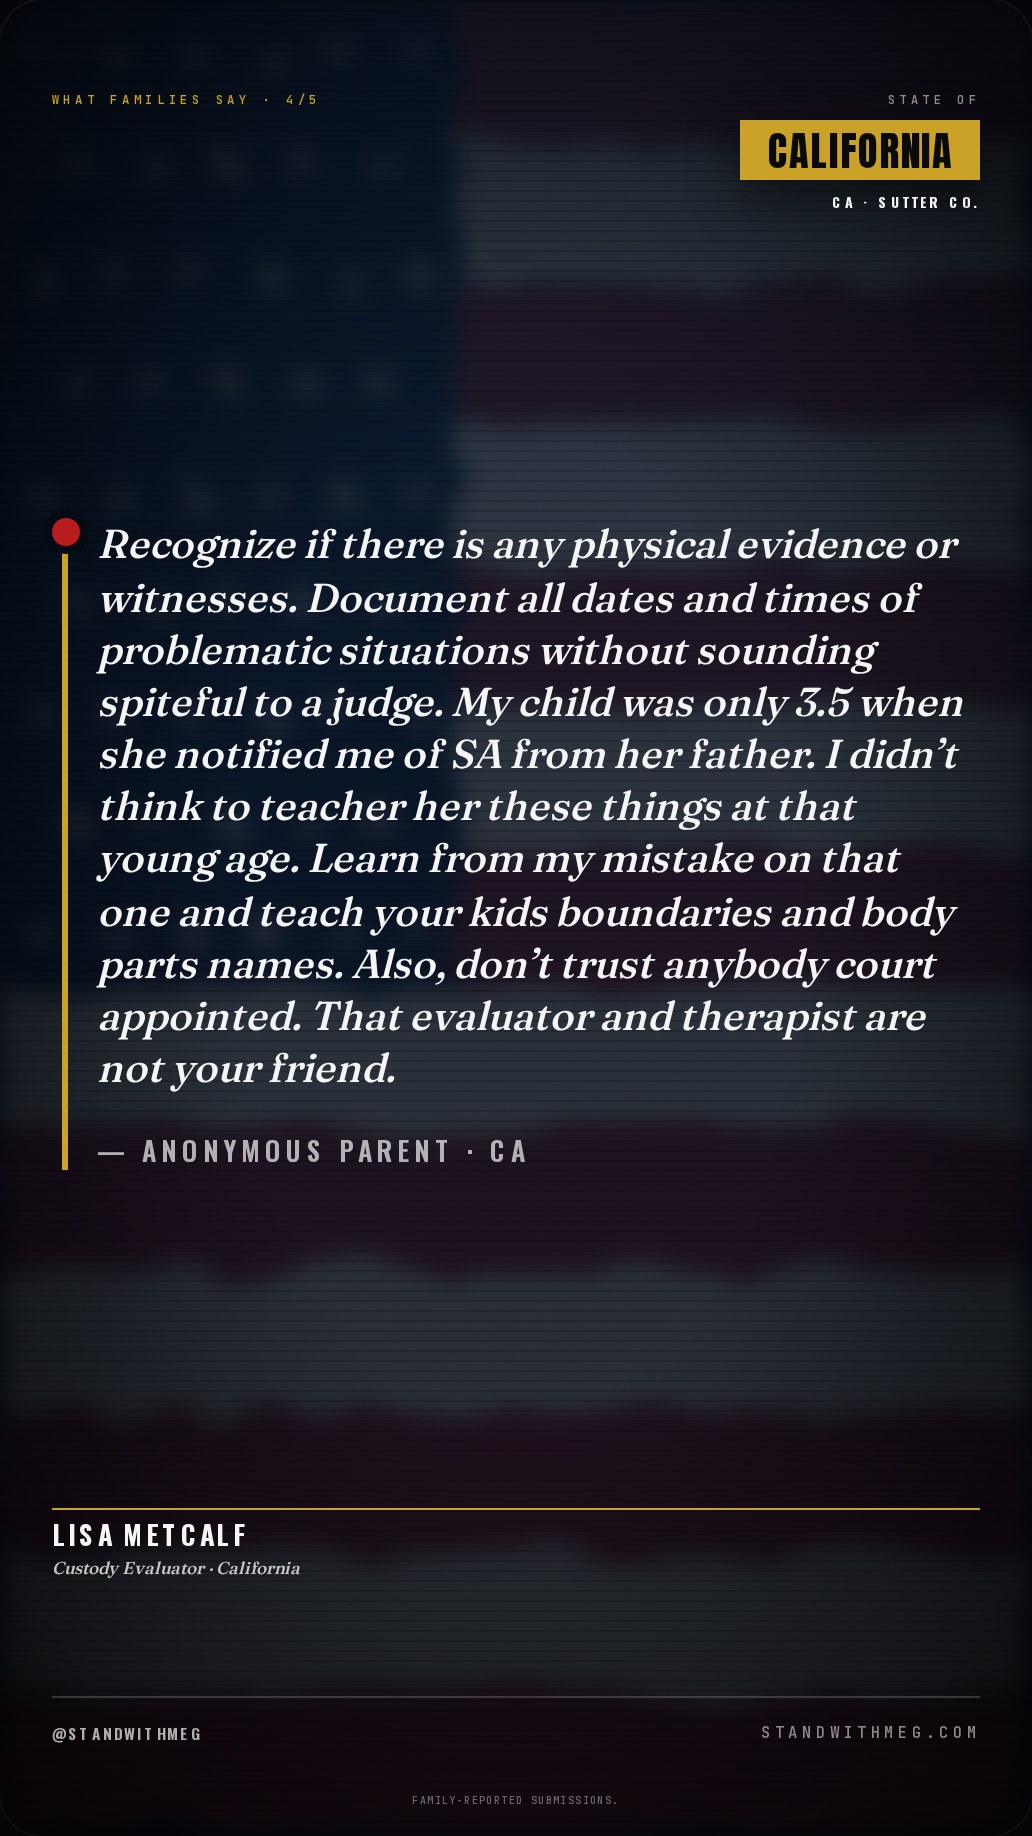 WHAT FAMILIES SAY · 4/5
STATE OF
CALIFORNIA
CA · SUTTER CO.
Recognize if there is any physical evidence or
witnesses. Document all dates and times of
problematic situations without sounding
spiteful to a judge. My child was only 3.5 when
she notified me of SA from her father. I didn’t
think to teacher her these things at that
young age. Learn from my mistake on that
one and teach your kids boundaries and body
parts names. Also, don’t trust anybody court
appointed. That evaluator and therapist are
not your friend.
— ANONYMOUS PARENT · CA
LISA METCALF
Custody Evaluator · California
@STANDWITHMEG
STANDWITHMEG.COM
FAMILY-REPORTED SUBMISSIONS.